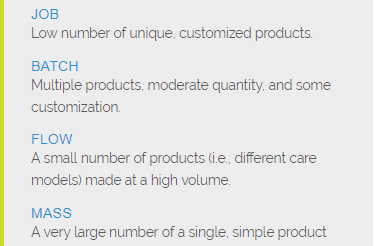 JOB
Low number of unique, customized products.
BATCH
Multiple products, moderate quantity, and some
customization.
FLOW
A small number of products (i.e., different care
models) made at a high volume.
MASS
A very large number of a single, simple product